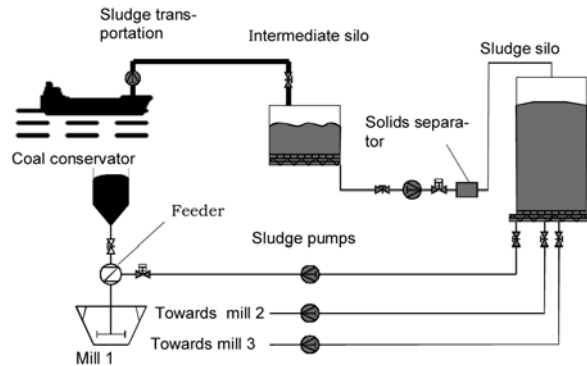 Sludge trans-
portation
Intermediate silo
Sludge silo
Solids separa-
tor
Coal conservator
Feeder
Sludge pumps
Towards mill 2
Towards mill 3
Mill 1